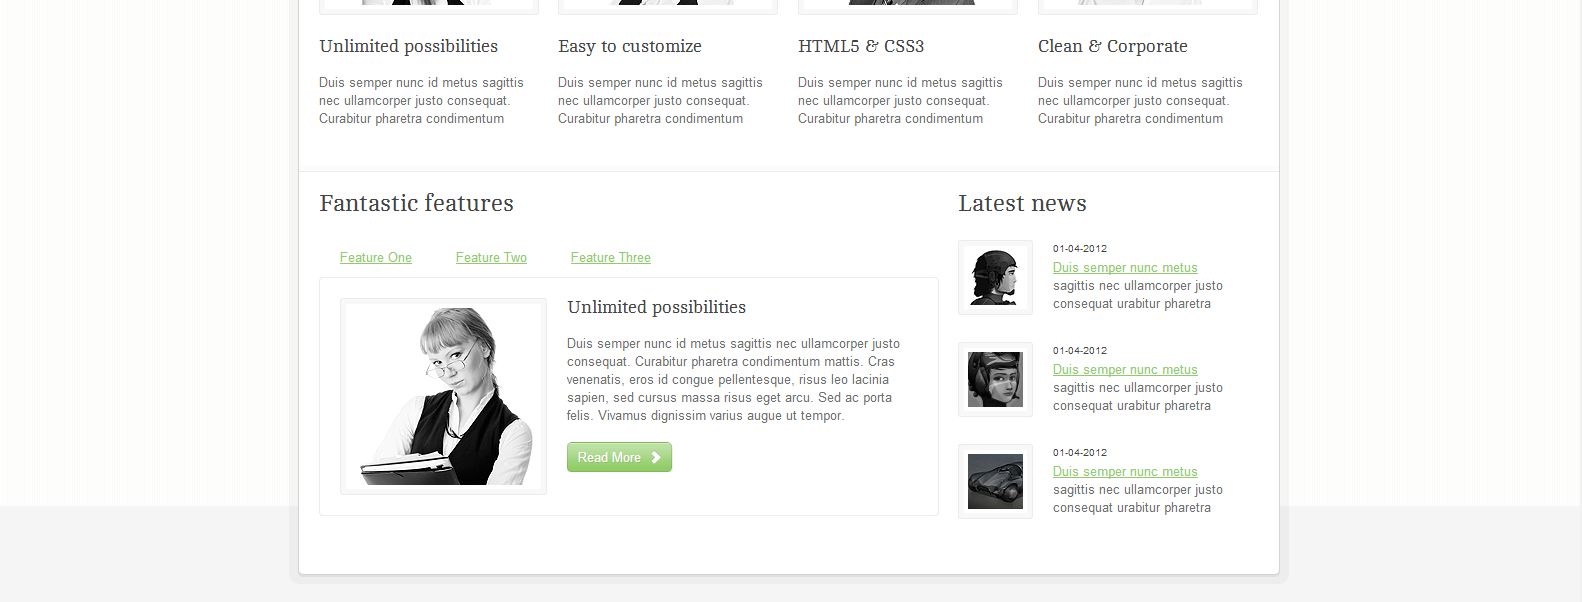 Unlimited possibilities
Duis semper nunc id metus sagittis
nec ullamcorper justo consequat.
Curabitur pharetra condimentum
Easy to customize
Duis semper nunc id metus sagittis
nec ullamcorper justo consequat.
Curabitur pharetra condimentum
HTML5 & CSS3
Duis semper nunc id metus sagittis
nec ullamcorper justo consequat.
Curabitur pharetra condimentum
Clean & Corporate
Duis semper nunc id metus sagittis
nec ullamcorper justo consequat.
Curabitur pharetra condimentum
Fantastic features
Feature One
Feature Two
Feature Three
Unlimited possibilities
Duis semper nunc id metus sagittis nec ullamcorper justo
consequat. Curabitur pharetra condimentum mattis. Cras
venenatis, eros id congue pellentesque, risus leo lacinia
sapien, sed cursus massa risus eget arcu. Sed ac porta
felis. Vivamus dignissim varius augue ut tempor.
Read More
Latest news
01-04-2012
Duis semper nunc metus
sagittis nec ullamcorper justo
consequat urabitur pharetra
01-04-2012
Duis semper nunc metus
sagittis nec ullamcorper justo
consequat urabitur pharetra
01-04-2012
Duis semper nunc metus
sagittis nec ullamcorper justo
consequat urabitur pharetra